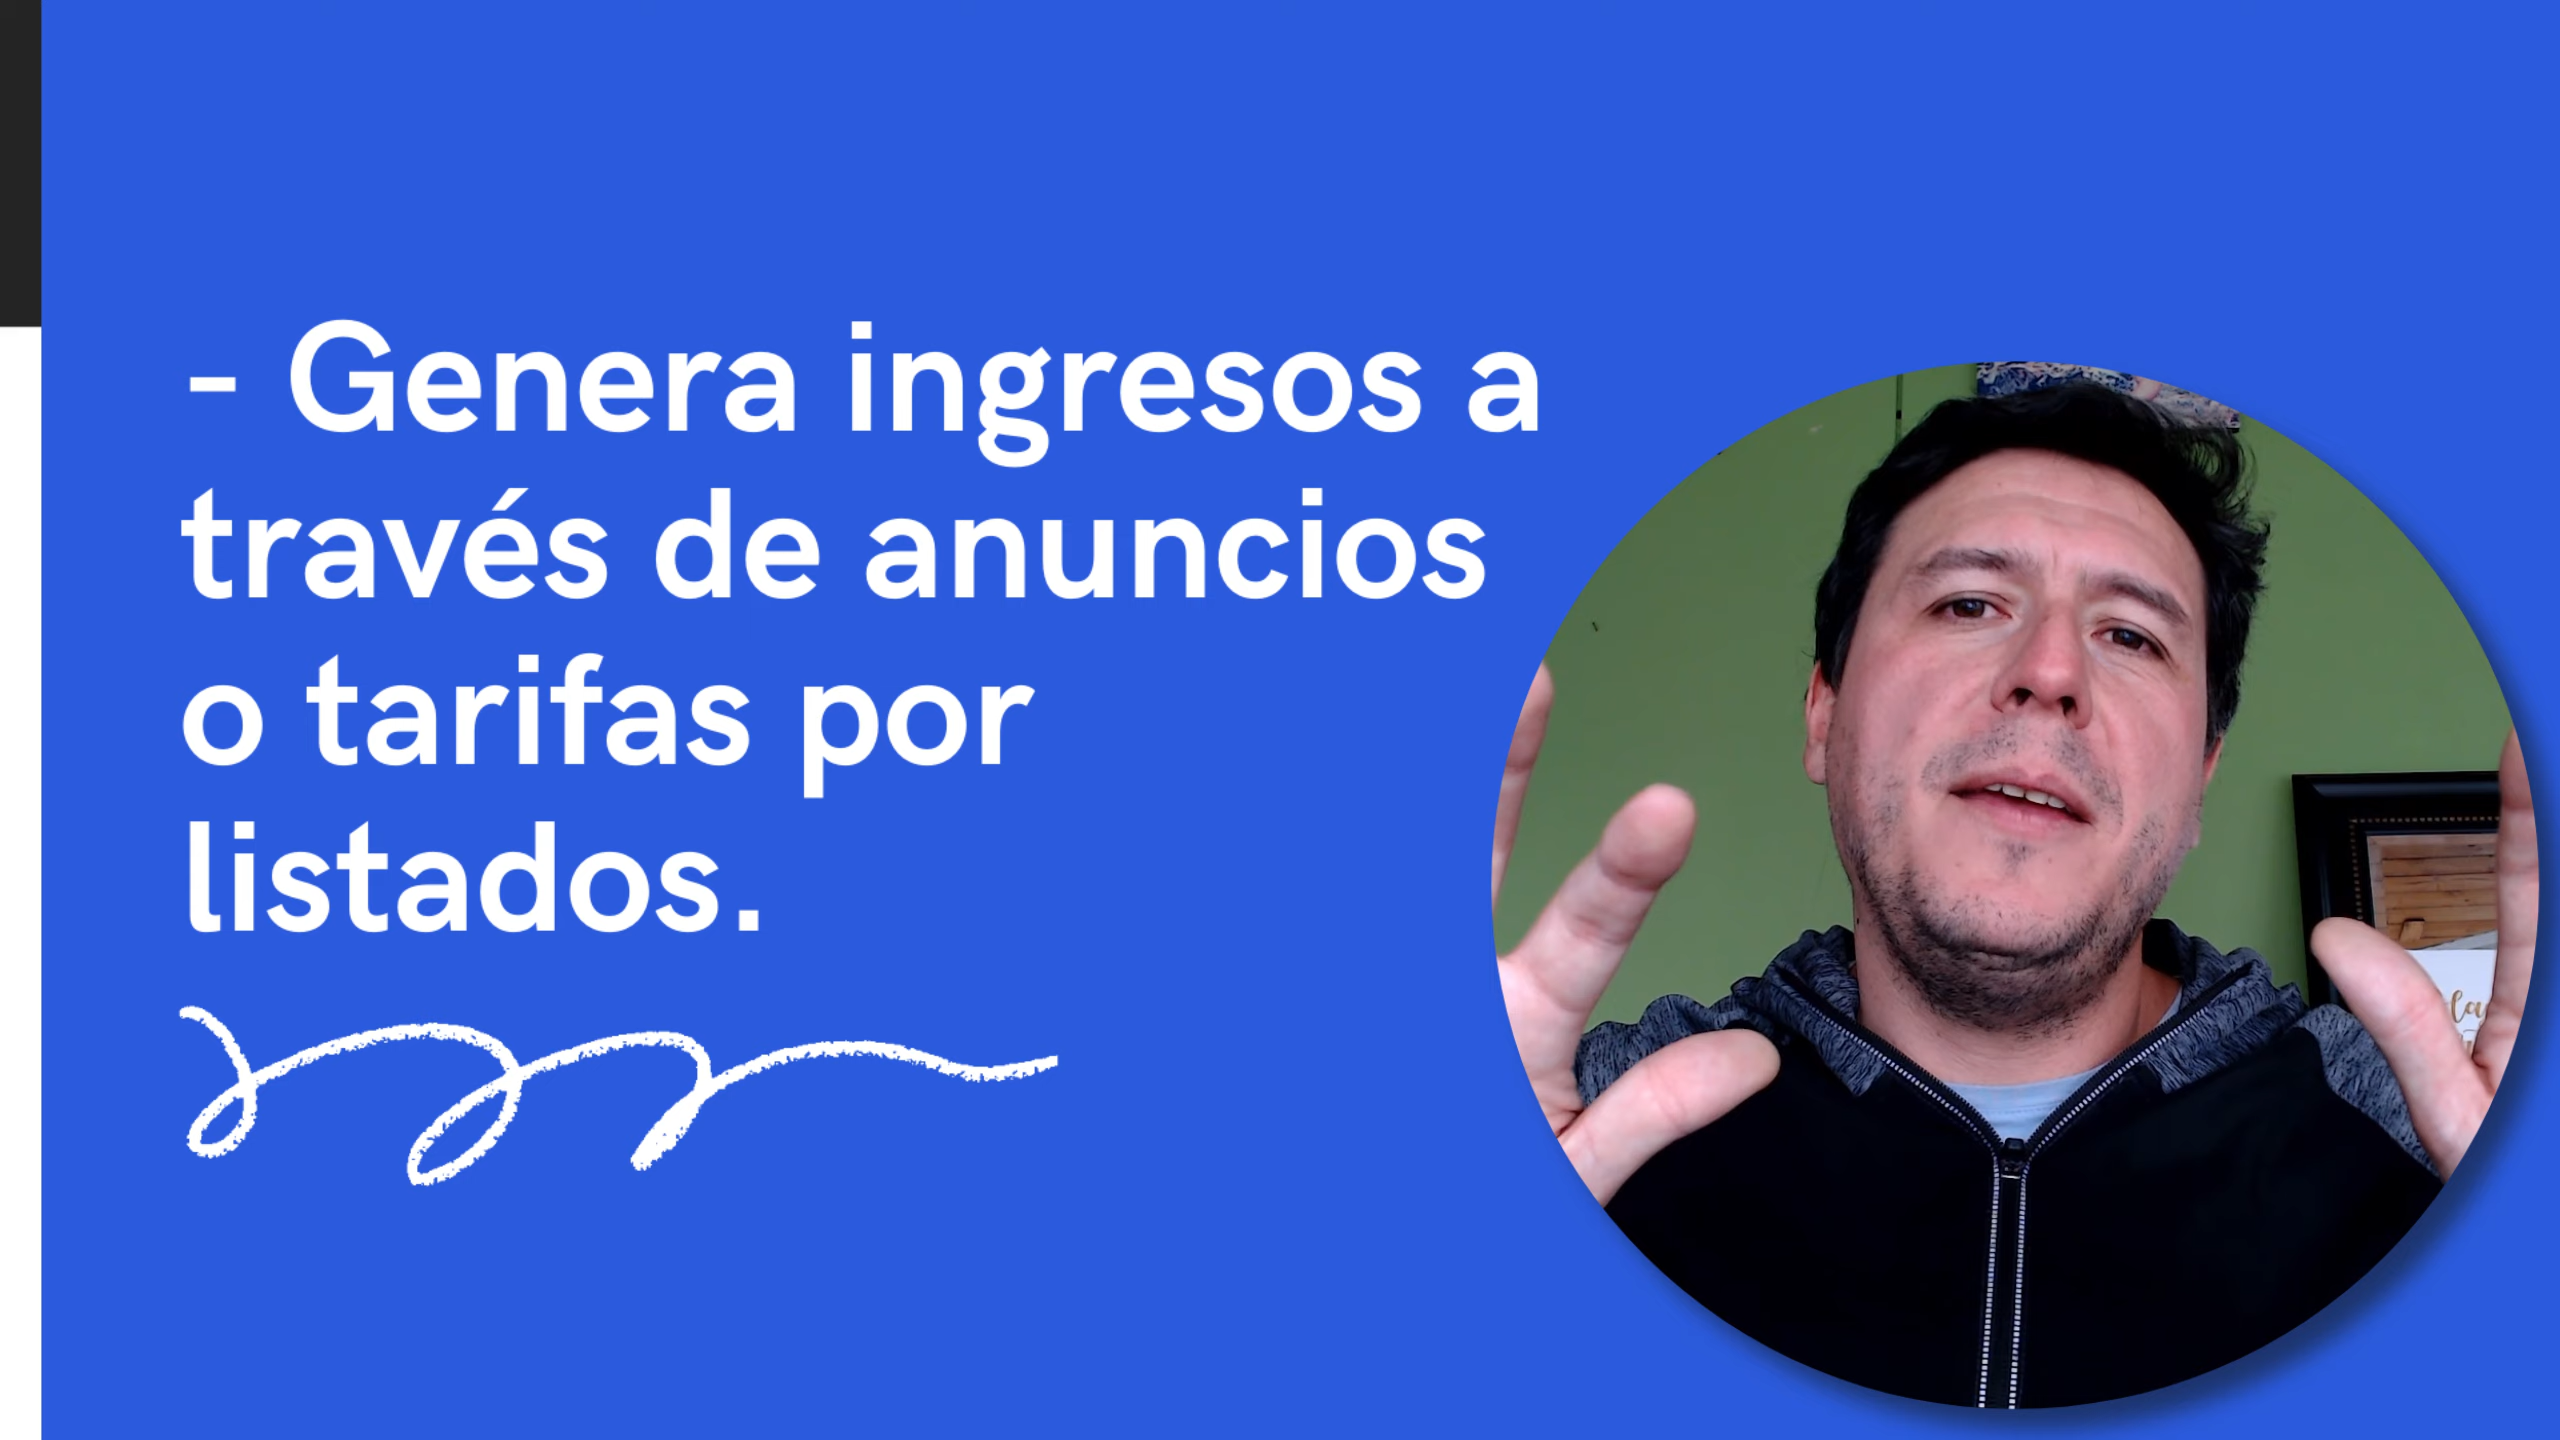 - Genera ingresos a
través de anuncios
o tarifas por
listados.